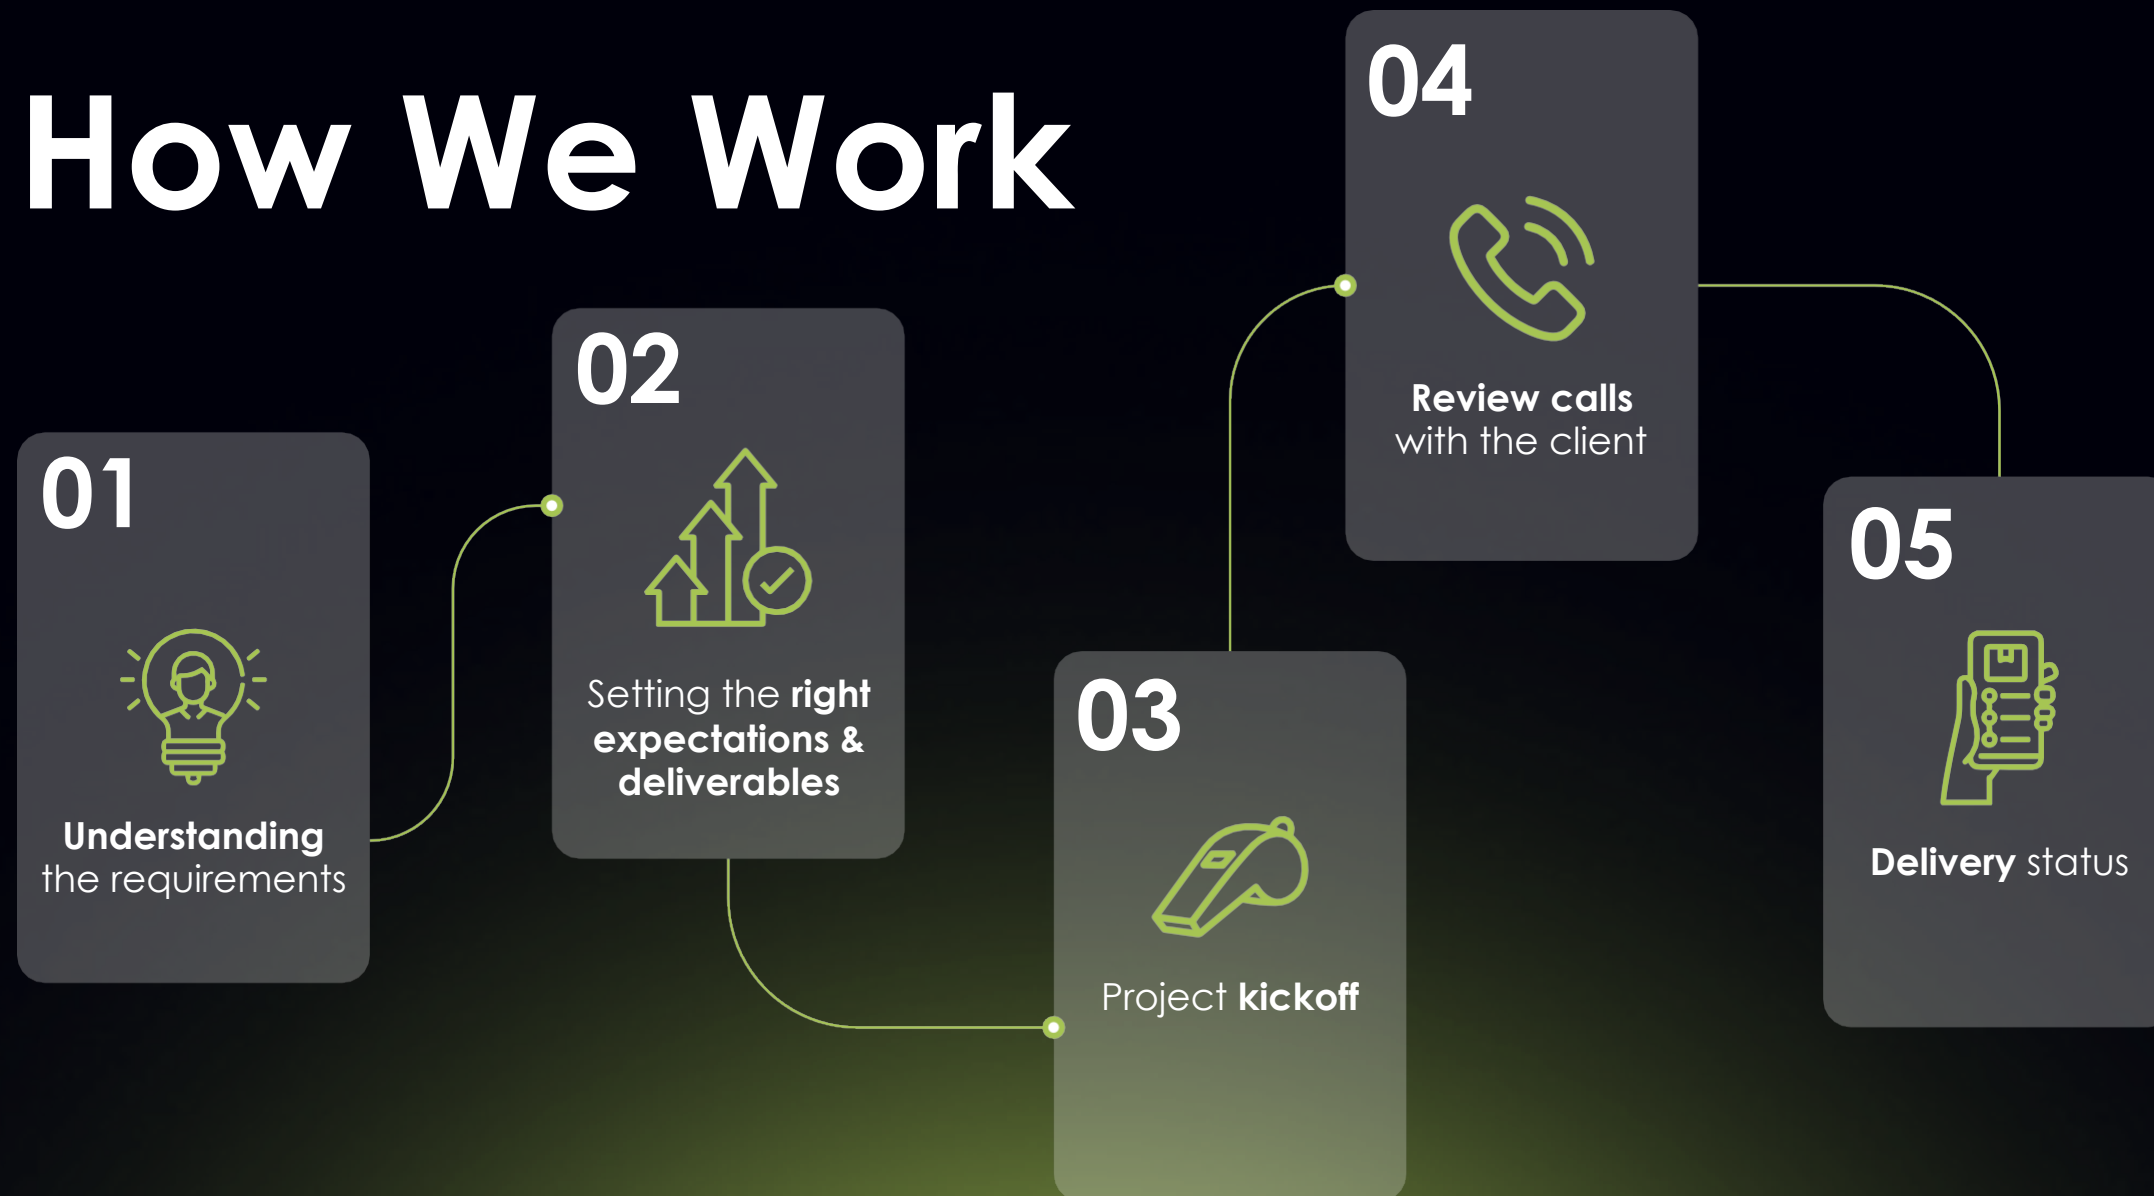 How We Work
01
Understanding
the requirements
02
Setting the right
expectations &
deliverables
03
Project kickoff
04
Review calls
with the client
05
Delivery status